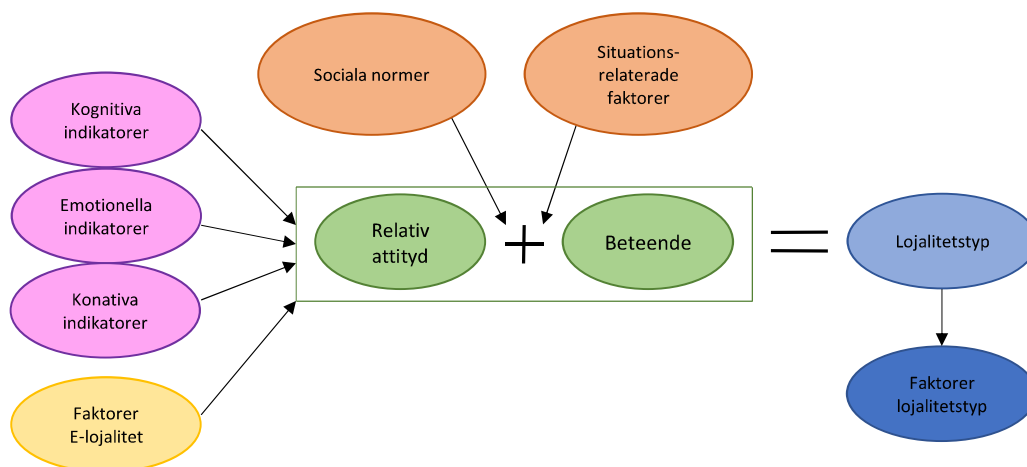 Sociala normer
Situations-
relaterade
faktorer
Kognitiva
indikatorer
Emotionella
indikatorer
Konativa
indikatorer
Faktorer
E-lojalitet
Relativ
attityd
+
Beteende
=
Lojalitetstyp
Faktorer
lojalitetstyp